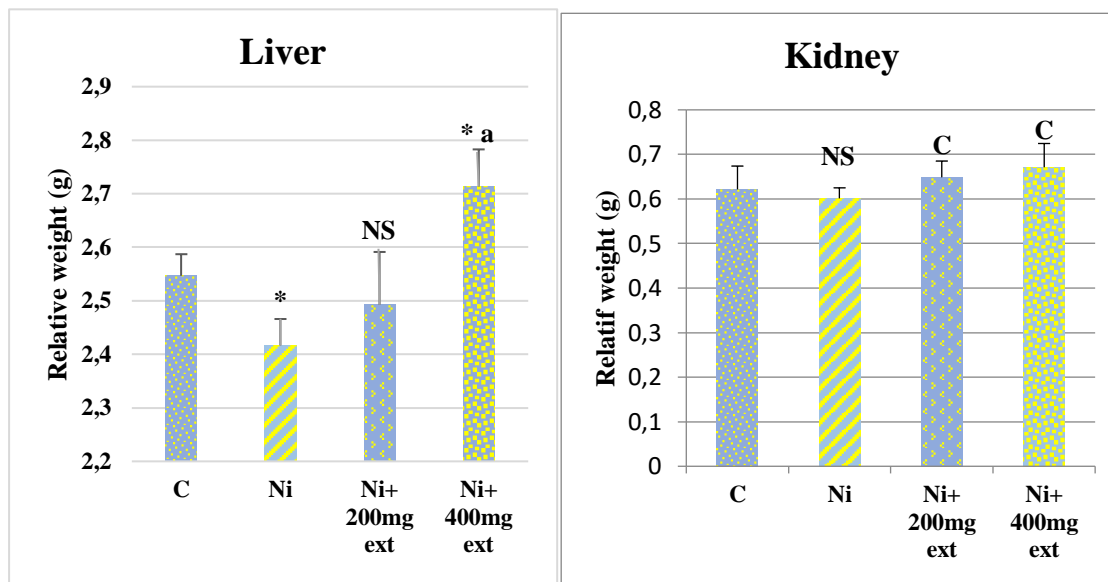 Liver
Relative weight (g)
2,9
2,8
2,7
2,6
2,5
2,4
2,3
2,2
*
NS
* a
C
Ni
Ni+
200mg
ext
Ni+
400mg
ext
Kidney
Relatif weight (g)
0,8
0,7
0,6
0,5
0,4
0,3
0,2
0,1
0
NS
C
C
C
Ni
Ni+
200mg
ext
Ni+
400mg
ext